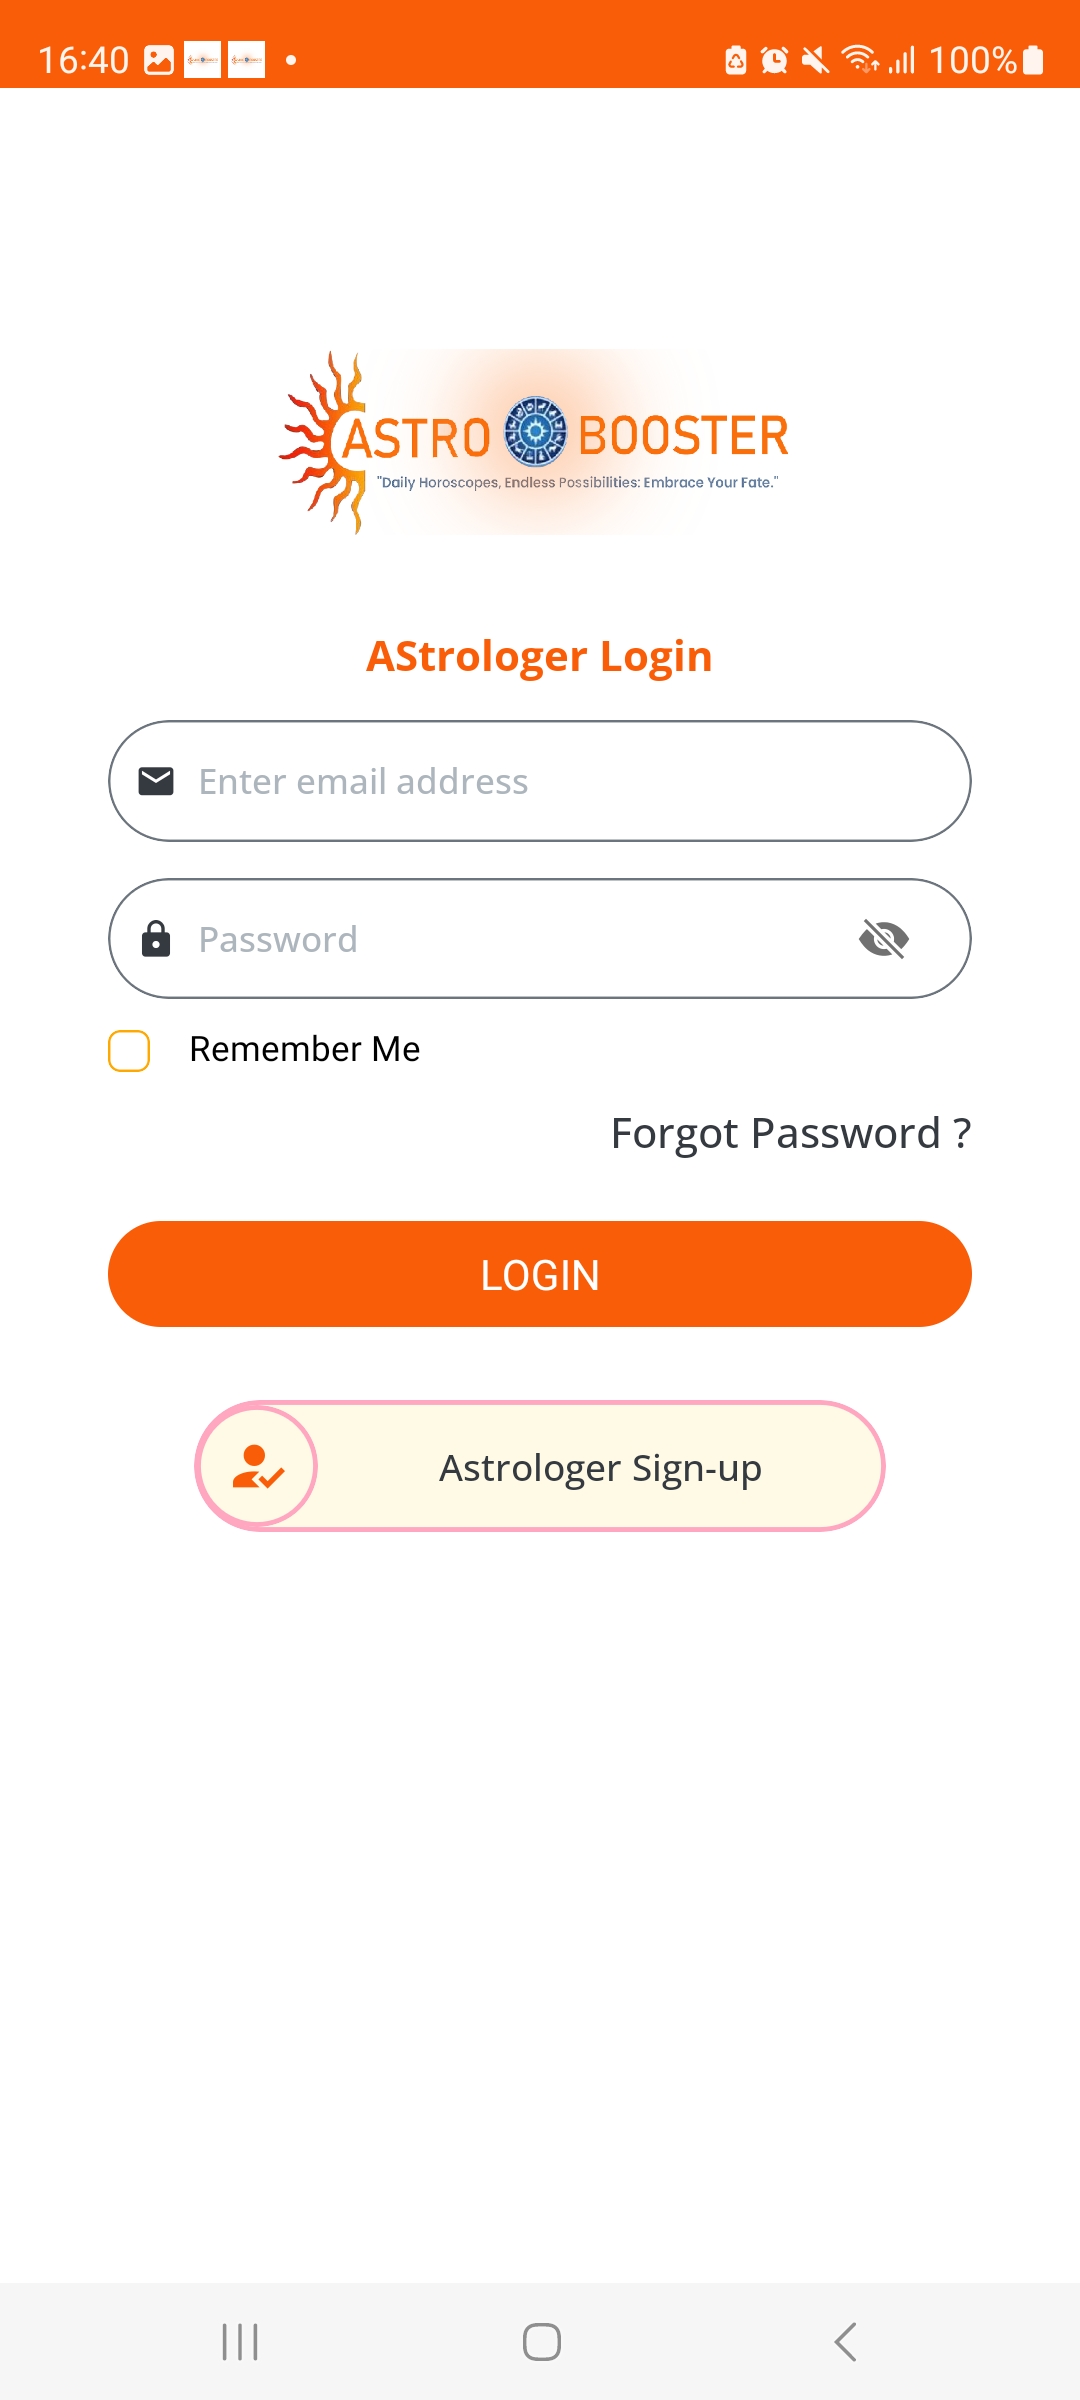 16:40 100%
ASTRO BOOSTER
"Daily Horoscopes, Endless Possibilities: Embrace Your Fate."
AStrologer Login
Enter email address
Password
Remember Me
Forgot Password ?
LOGIN
Astrologer Sign-up